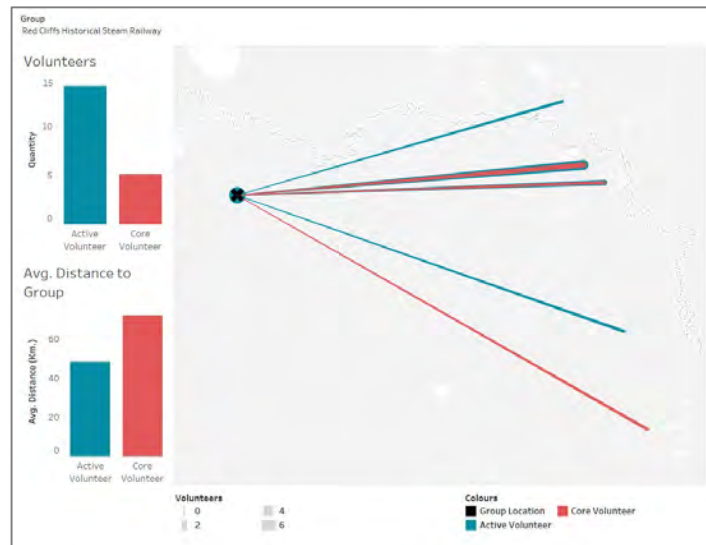 Group
Red Cliffs Historical Steam Railway
Volunteers
15
10
5
0
Quantity
Active
Volunteer
Core
Volunteer
Avg. Distance to
Group
60
40
20
0
Avg. Distance (Km.)
Active
Volunteer
Core
Volunteer
Volunteers
0
4
2
6
Colours
Group Location
Core Volunteer
Active Volunteer